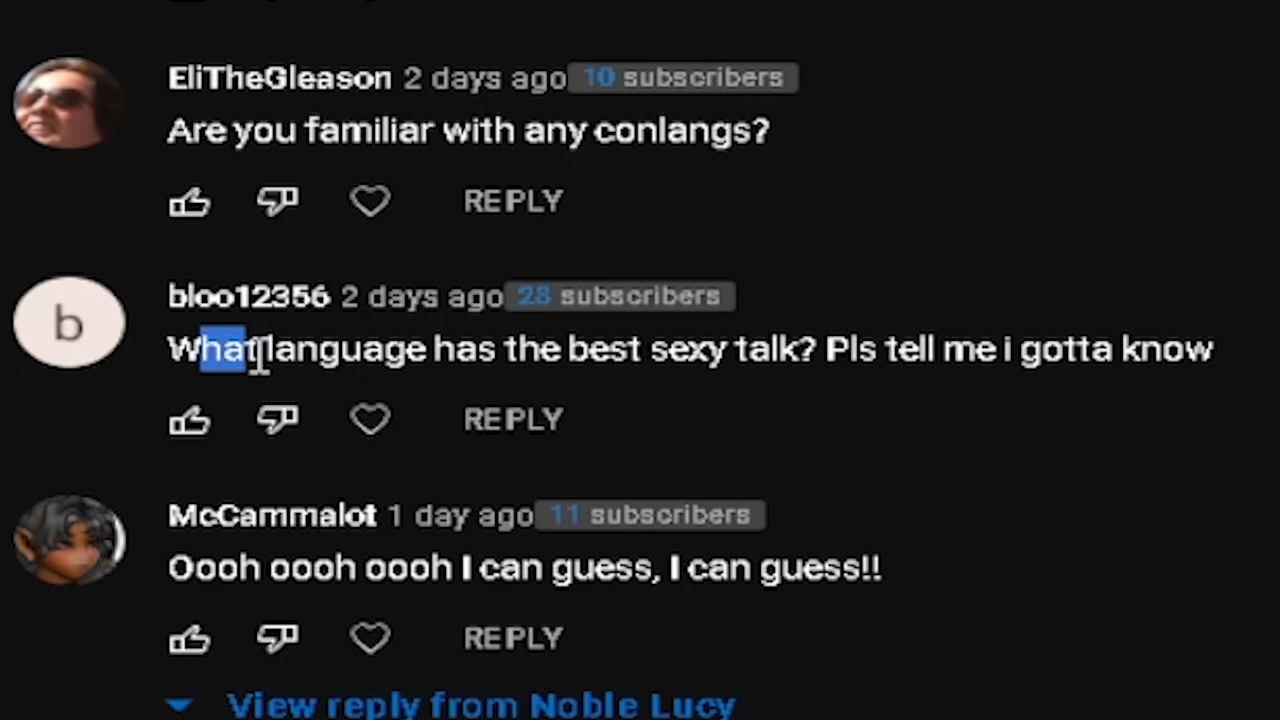 EliTheGleason 2 days ago 10 subscribers
Are you familiar with any conlangs?
REPLY
b
bloo12356 2 days ago 28 subscribers
What language has the best sexy talk? Pls tell me i gotta know
REPLY
McCammalot 1 day ago 11 subscribers
Oooh oooh oooh I can guess, I can guess!!
REPLY
View reply from Noble Lucy